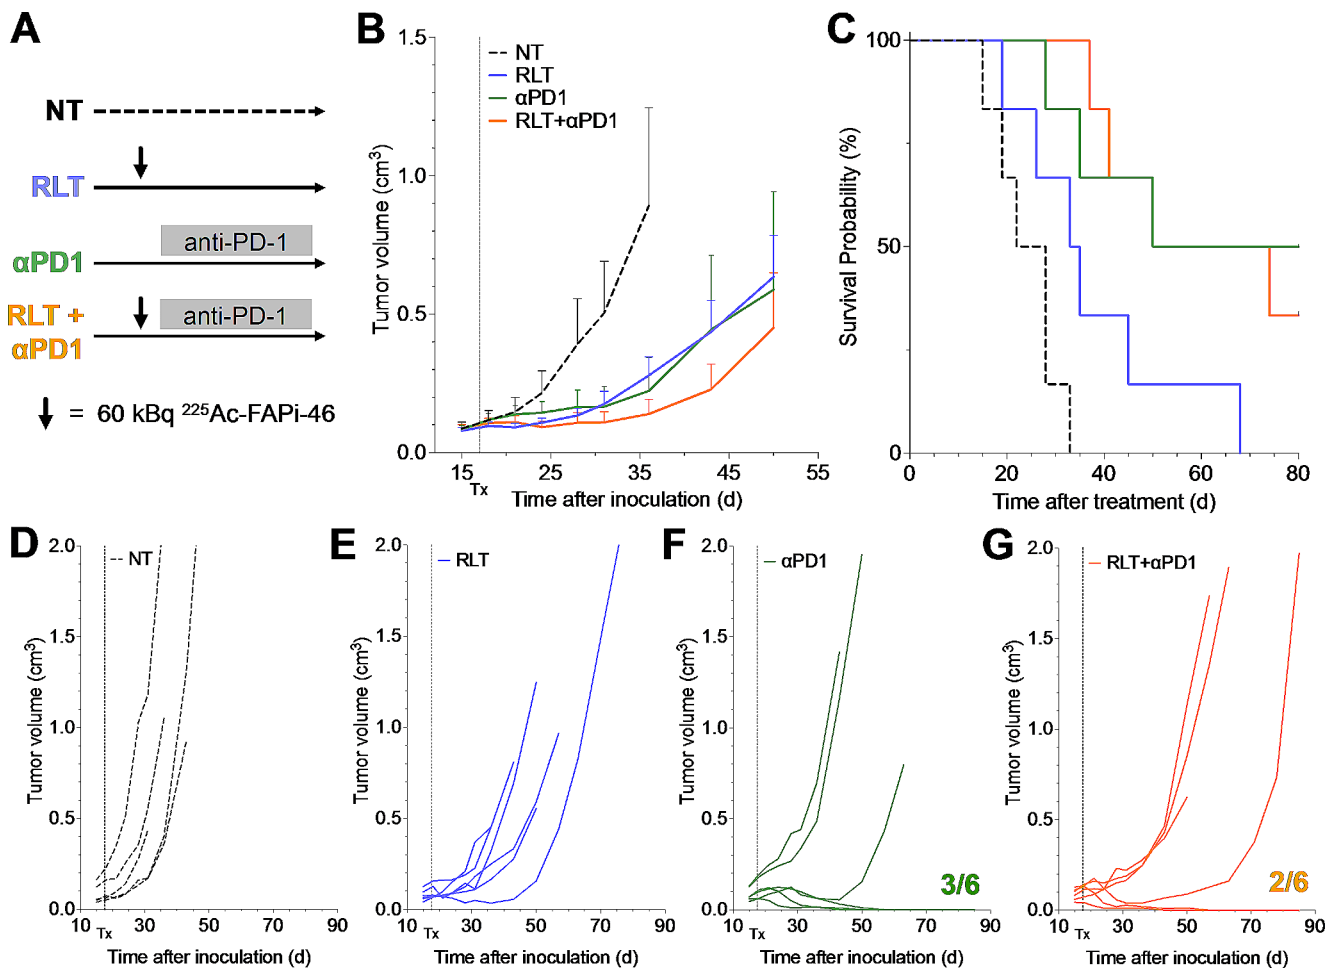 A
NT
RLT
anti-PD-1
αPD1
anti-PD-1
RLT +
αPD1
= 60 kBq ²²⁵Ac-FAPi-46
B
Tumor volume (cm³)
1.5
1.0
0.5
0.0
NT
RLT
αPD1
RLT+αPD1
15 25 35 45 55
Tx
Time after inoculation (d)
C
Survival Probability (%)
100
50
0
0 20 40 60 80
Time after treatment (d)
D
NT
Tumor volume (cm³)
2.0
1.5
1.0
0.5
0.0
10 30 50 70 90
Tx
Time after inoculation (d)
E
RLT
Tumor volume (cm³)
2.0
1.5
1.0
0.5
0.0
10 30 50 70 90
Tx
Time after inoculation (d)
F
αPD1
Tumor volume (cm³)
2.0
1.5
1.0
0.5
0.0
3/6
10 30 50 70 90
Tx
Time after inoculation (d)
G
RLT+αPD1
Tumor volume (cm³)
2.0
1.5
1.0
0.5
0.0
2/6
10 30 50 70 90
Tx
Time after inoculation (d)